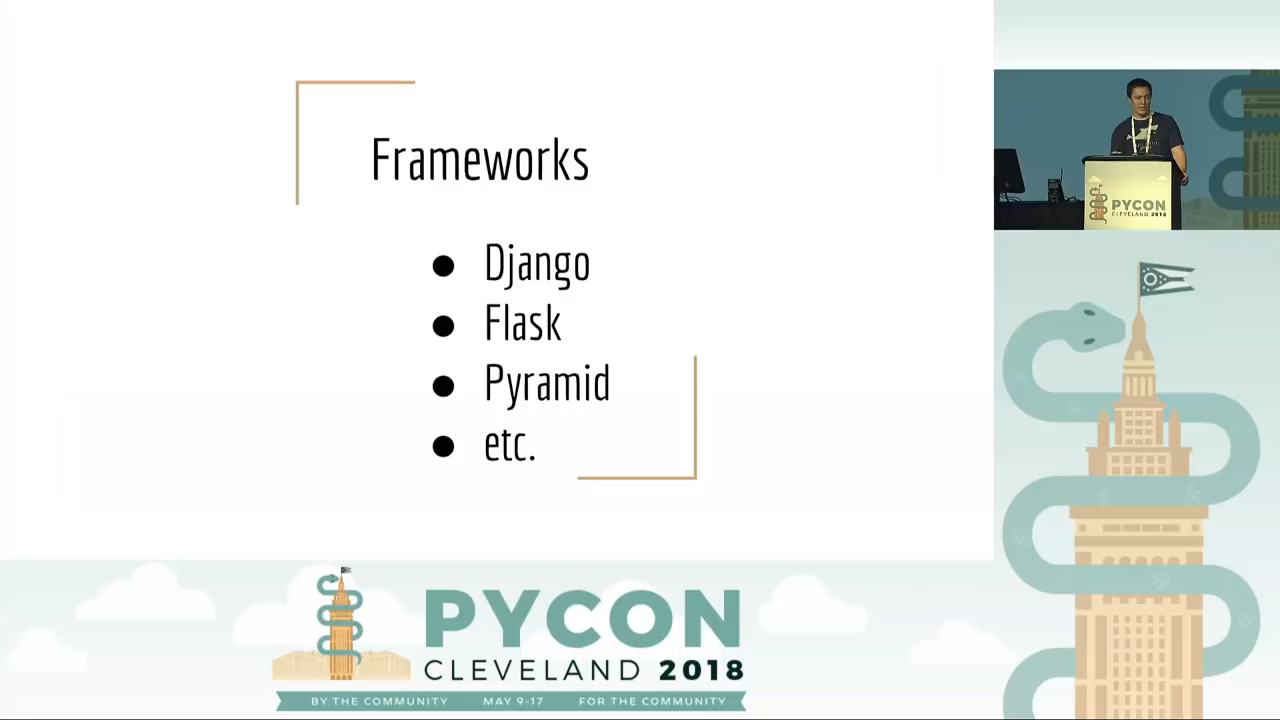 Frameworks
● Django
● Flask
● Pyramid
● etc.
PYCON
CLEVELAND 2018
PYCON
CLEVELAND 2018
BY THE COMMUNITY MAY 9-17 FOR THE COMMUNITY